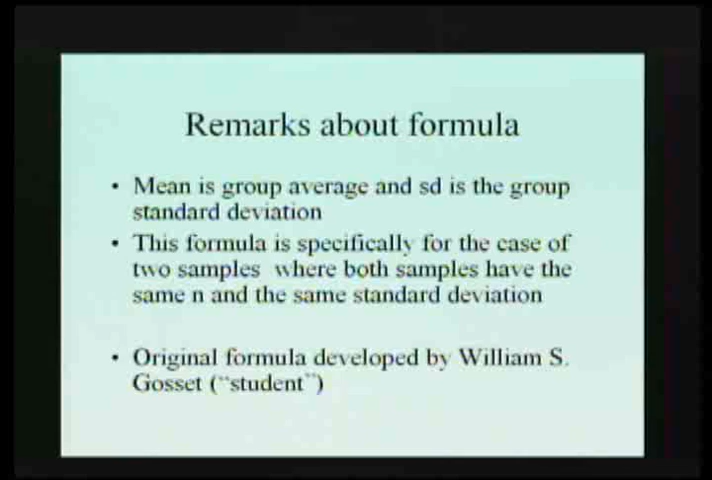 Remarks about formula
• Mean is group average and sd is the group
standard deviation
• This formula is specifically for the case of
two samples where both samples have the
same n and the same standard deviation
• Original formula developed by William S.
Gosset (“student”)